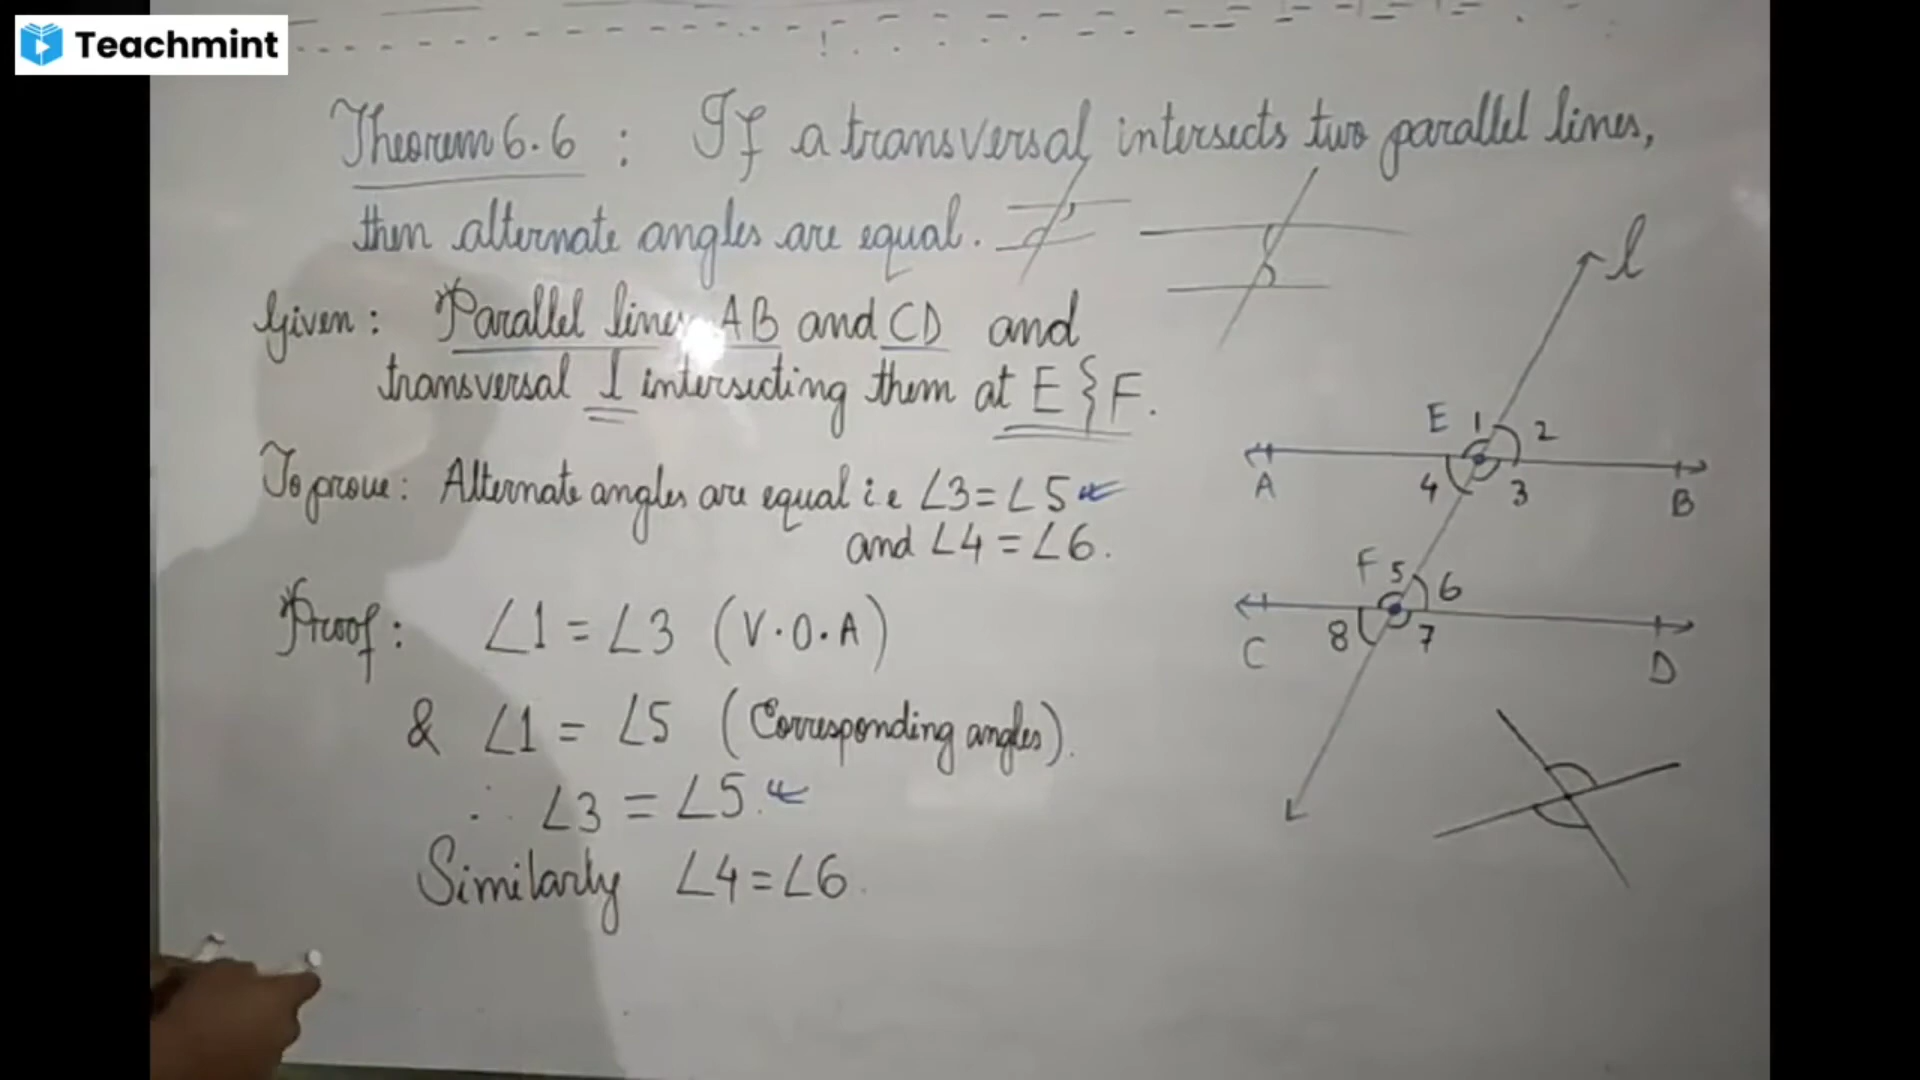 Teachmint
Theorem 6.6 : If a transversal intersects two parallel lines,
then alternate angles are equal.
Given : Parallel lines AB and CD and
transversal l intersecting them at E & F.
To prove : Alternate angles are equal i.e ∠3 = ∠5
and ∠4 = ∠6.
Proof : ∠1 = ∠3 (V.O.A)
& ∠1 = ∠5 (Corresponding angles).
∴ ∠3 = ∠5.
Similarly ∠4 = ∠6.
l
E 1 2
A 4 3 B
F 5 6
C 8 7 D